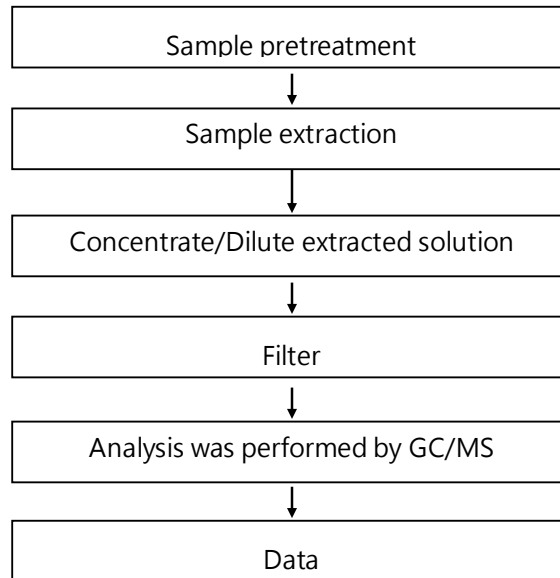 Sample pretreatment
Sample extraction
Concentrate/Dilute extracted solution
Filter
Analysis was performed by GC/MS
Data